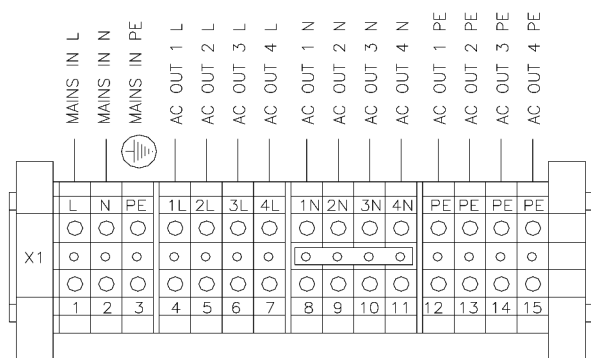 MAINS IN L
MAINS IN N
MAINS IN PE
AC OUT 1 L
AC OUT 2 L
AC OUT 3 L
AC OUT 4 L
AC OUT 1 N
AC OUT 2 N
AC OUT 3 N
AC OUT 4 N
AC OUT 1 PE
AC OUT 2 PE
AC OUT 3 PE
AC OUT 4 PE
L N PE 1L 2L 3L 4L 1N 2N 3N 4N PE PE PE PE
X1
1 2 3 4 5 6 7 8 9 10 11 12 13 14 15